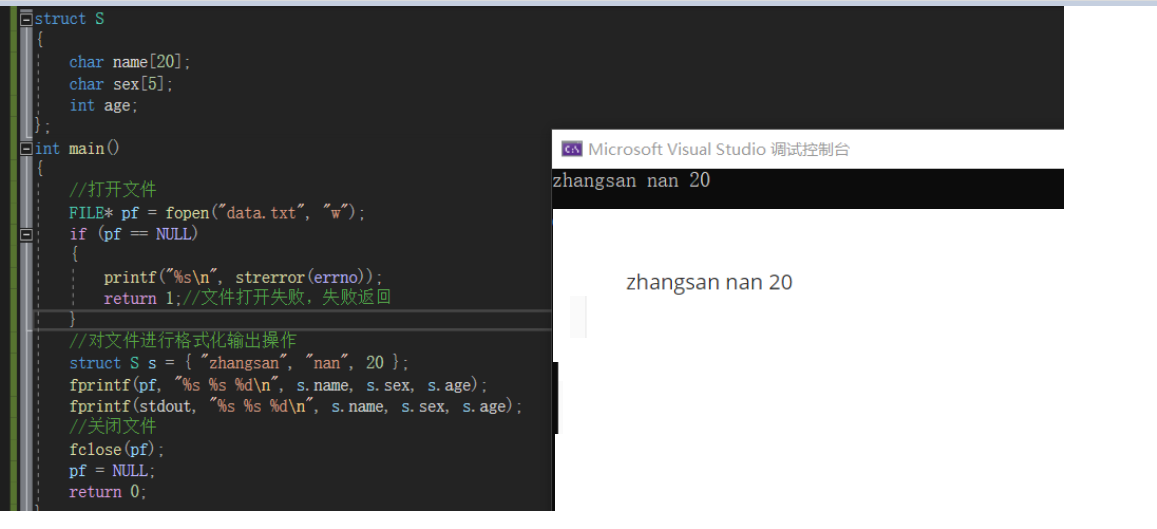 struct S
{
char name[20];
char sex[5];
int age;
};
int main()
{
//打开文件
FILE* pf = fopen("data.txt", "w");
if (pf == NULL)
{
printf("%s\n", strerror(errno));
return 1;//文件打开失败，失败返回
}
//对文件进行格式化输出操作
struct S s = { "zhangsan", "nan", 20 };
fprintf(pf, "%s %s %d\n", s.name, s.sex, s.age);
fprintf(stdout, "%s %s %d\n", s.name, s.sex, s.age);
//关闭文件
fclose(pf);
pf = NULL;
return 0;
}
Microsoft Visual Studio 调试控制台
zhangsan nan 20
zhangsan nan 20